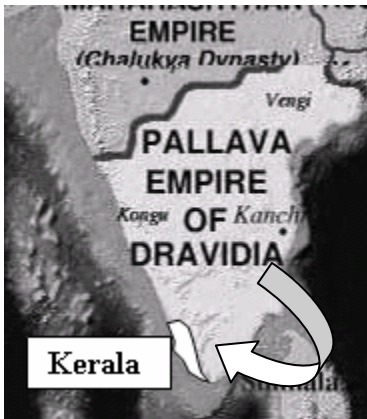 EMPIRE
(Chalukya Dynasty)
Vengi
PALLAVA
EMPIRE
Kongu OF Kanchi
DRAVIDIA
Kerala